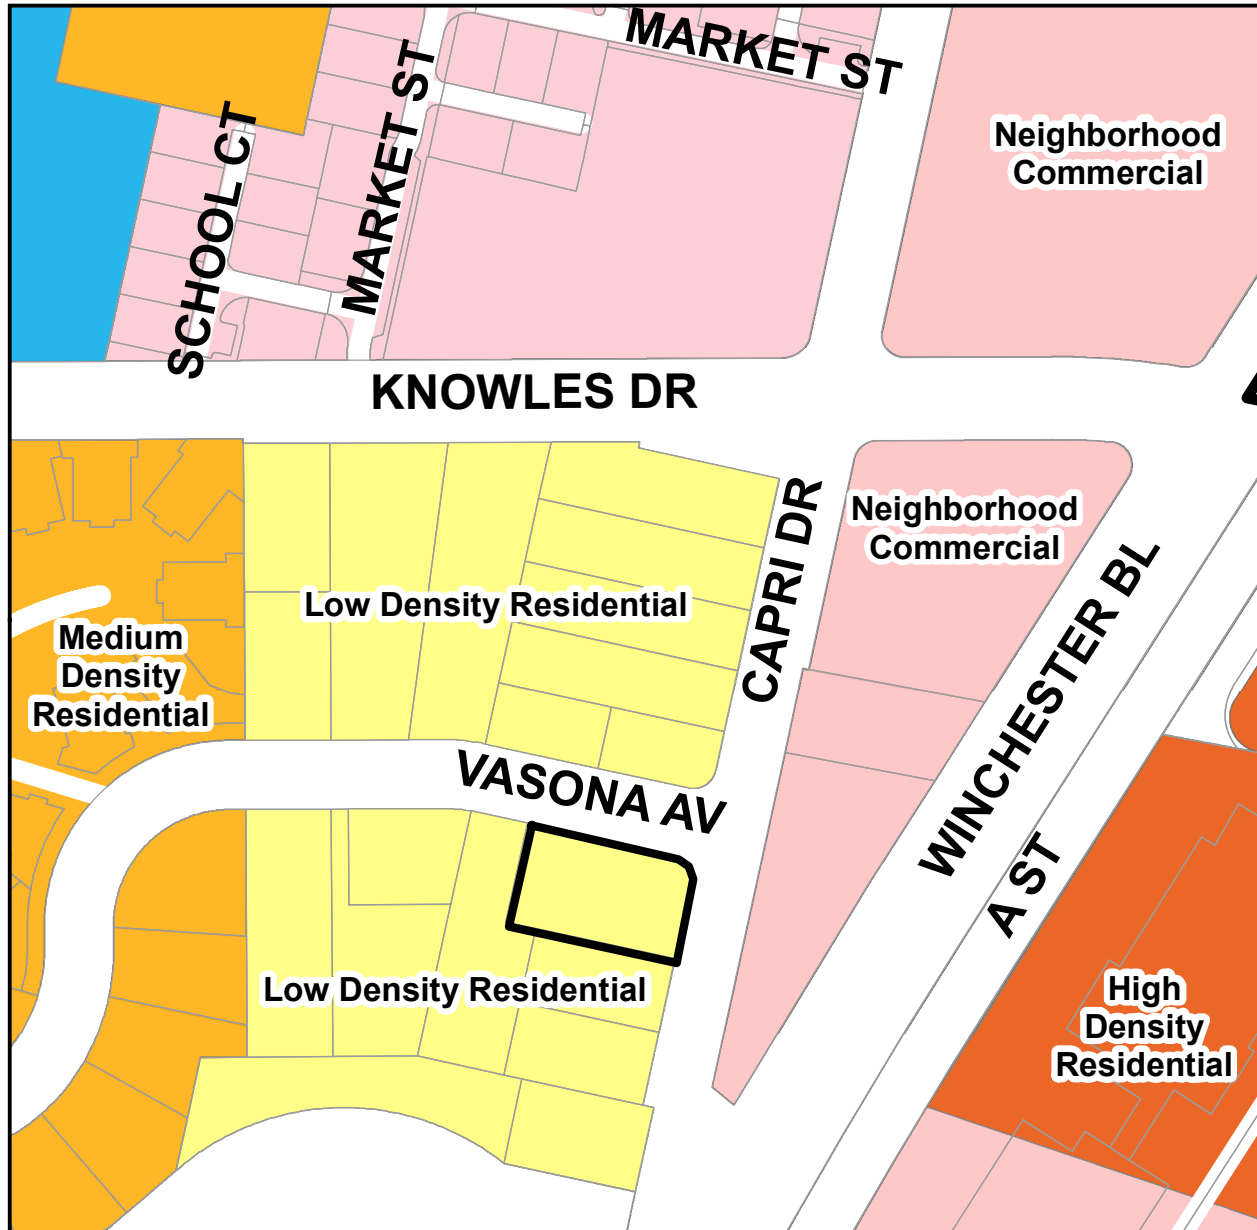 MARKET ST
Neighborhood
Commercial
SCHOOL CT
MARKET ST
KNOWLES DR
Neighborhood
Commercial
CAPRI DR
Low Density Residential
Medium
Density
Residential
WINCHESTER BL
VASONA AV
A ST
Low Density Residential
High
Density
Residential